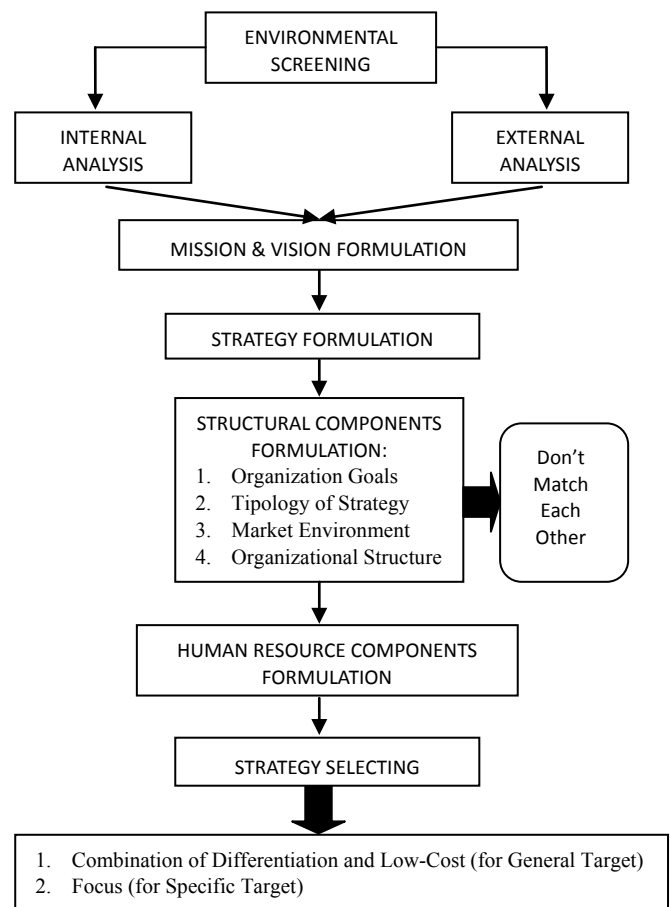 ENVIRONMENTAL
SCREENING
INTERNAL
ANALYSIS
EXTERNAL
ANALYSIS
MISSION & VISION FORMULATION
STRATEGY FORMULATION
STRUCTURAL COMPONENTS
FORMULATION:
1. Organization Goals
2. Tipology of Strategy
3. Market Environment
4. Organizational Structure
Don’t
Match
Each
Other
HUMAN RESOURCE COMPONENTS
FORMULATION
STRATEGY SELECTING
1. Combination of Differentiation and Low-Cost (for General Target)
2. Focus (for Specific Target)